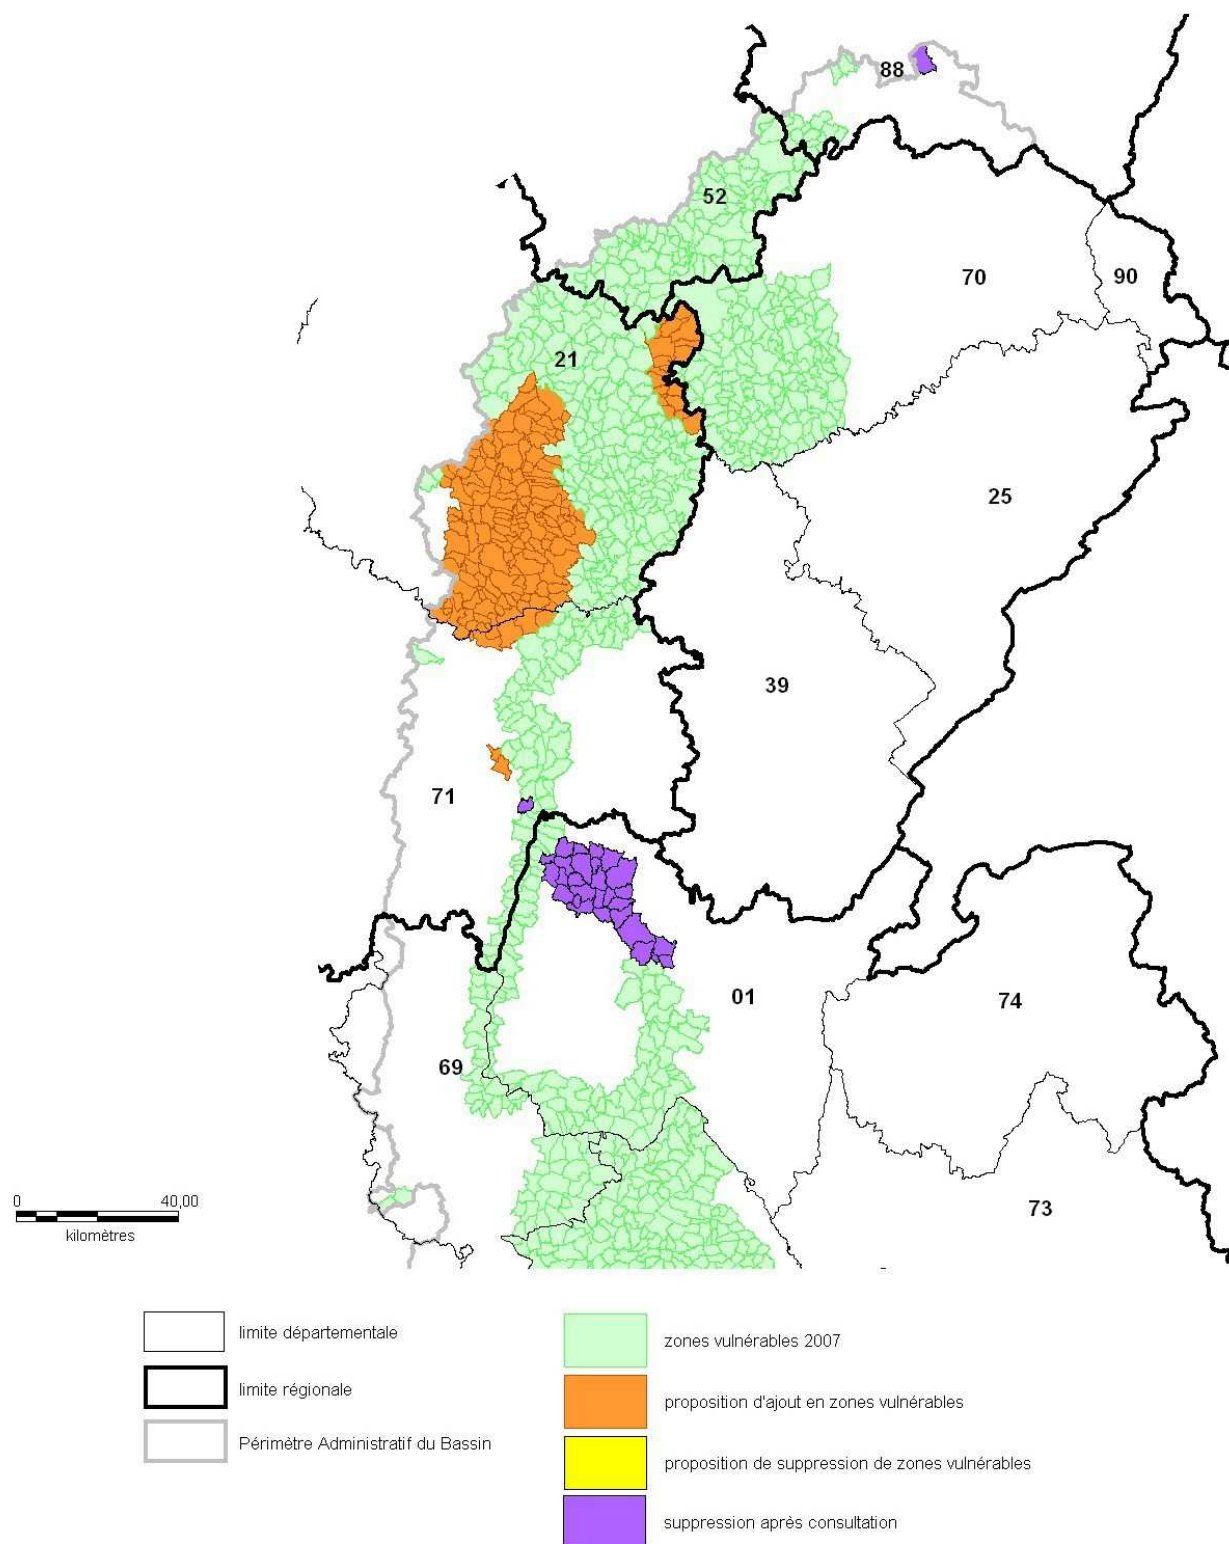 88
52
70
90
21
25
39
71
01
74
69
73
0 40,00
kilomètres
limite départementale
limite régionale
Périmètre Administratif du Bassin
zones vulnérables 2007
proposition d'ajout en zones vulnérables
proposition de suppression de zones vulnérables
suppression après consultation